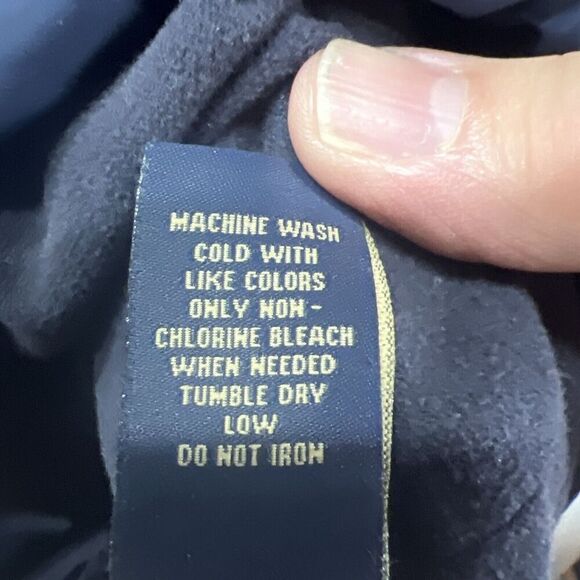 MACHINE WASH
COLD WITH
LIKE COLORS
ONLY NON-
CHLORINE BLEACH
WHEN NEEDED
TUMBLE DRY
LOW
DO NOT IRON